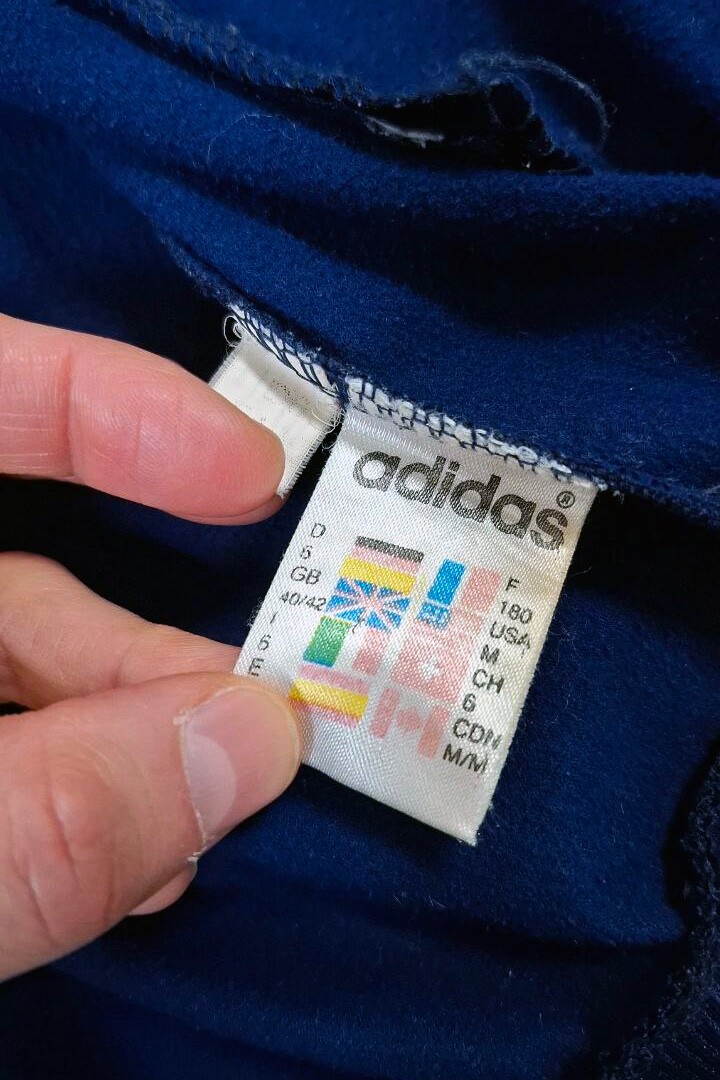 adidas®
D
6
GB
40/42
I
6
E
F
180
USA
M
CH
6
CDN
M/M